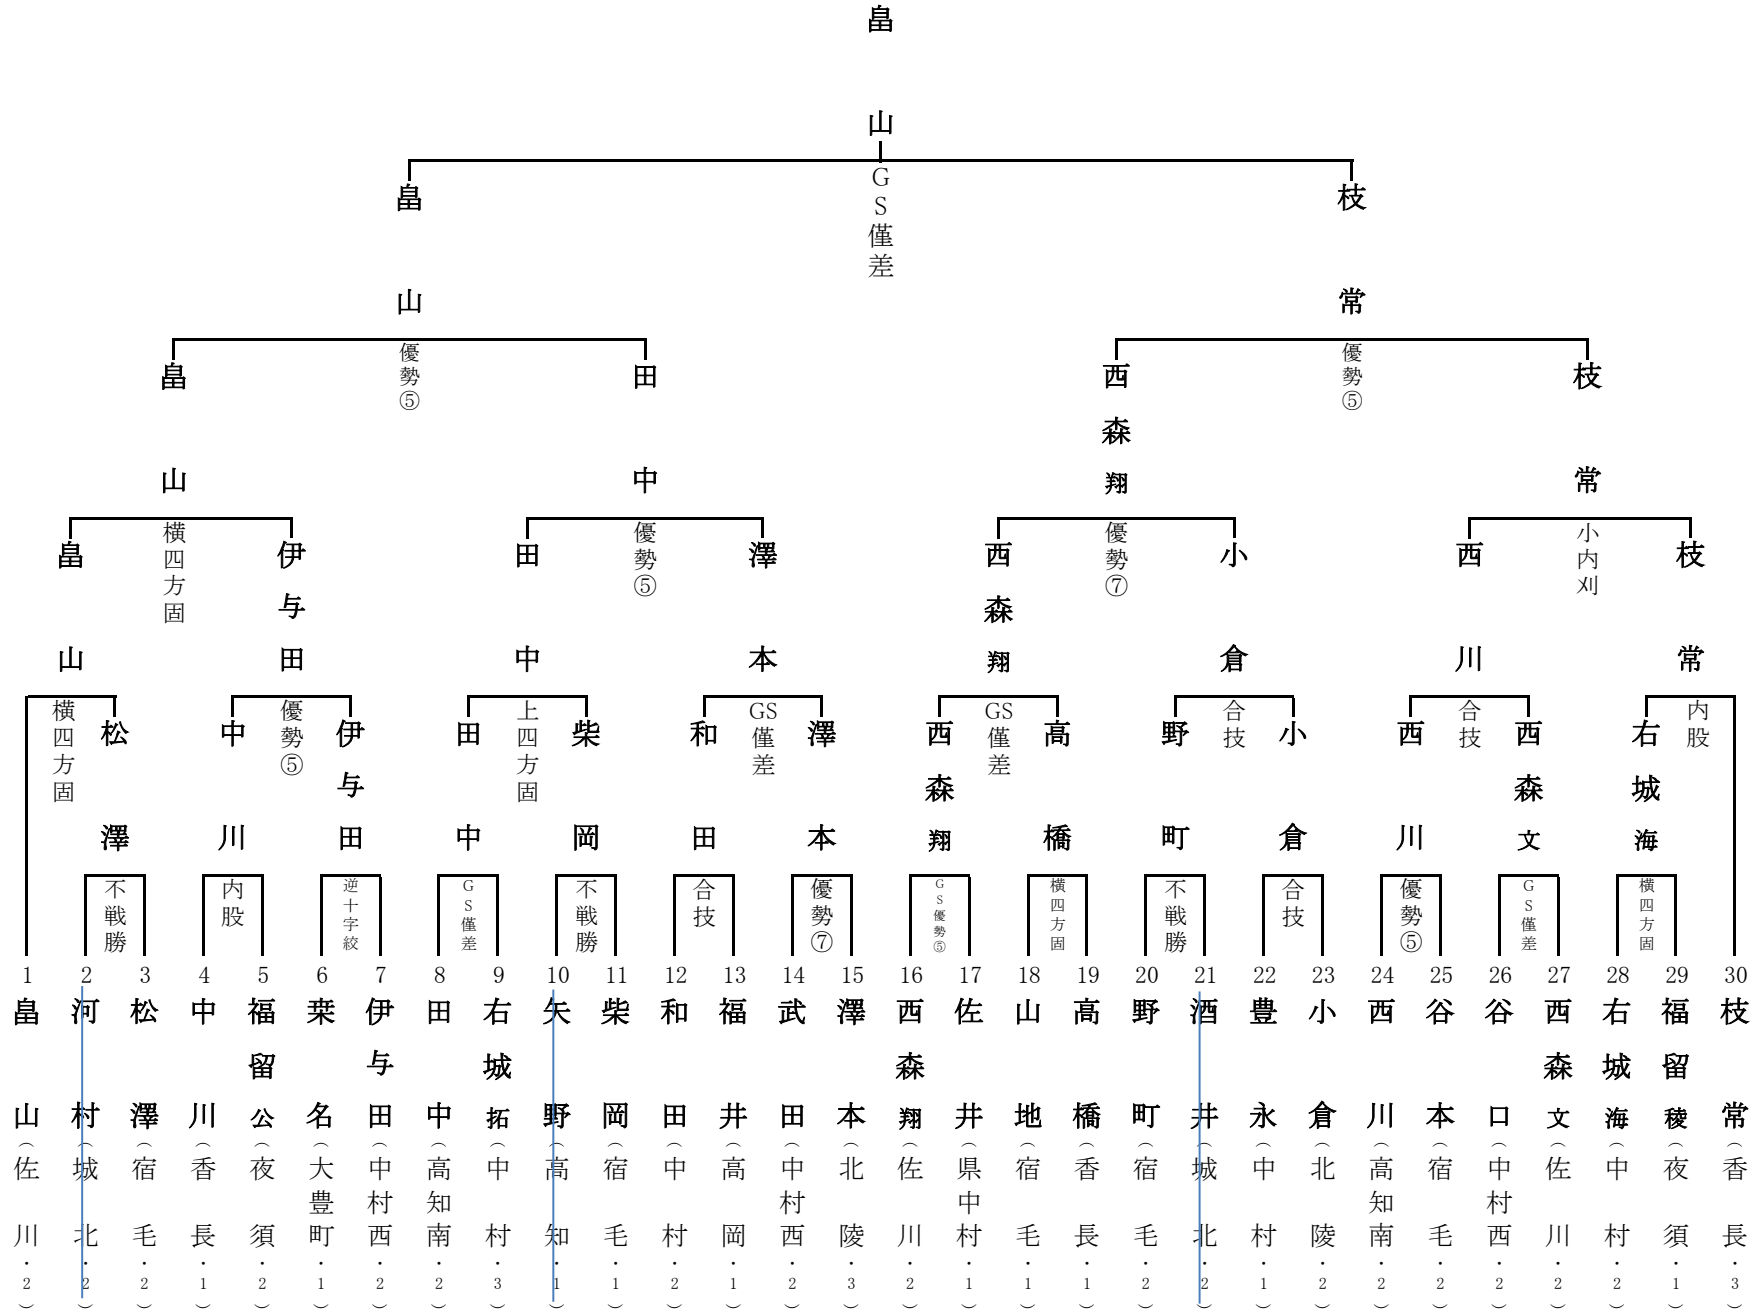 畠山
GS僅差
畠山
枝常
優勢⑤
優勢⑤
畠山
田中
西森翔
枝常
横四方固
優勢⑤
優勢⑦
小内刈
畠山
伊与田
田中
澤本
西森翔
小倉
西川
枝常
横四方固
優勢⑤
上四方固
GS僅差
GS僅差
合技
合技
内股
松澤
中川
伊与田
田中
柴岡
和田
澤本
西森翔
高橋
野町
小倉
西川
西森文
右城海
不戦勝
内股
逆十字絞
GS僅差
不戦勝
合技
優勢⑦
GS優勢⑤
横四方固
不戦勝
合技
優勢⑤
GS僅差
横四方固
1 畠山（佐川・2）
2 河村（城北・2）
3 松澤（宿毛・2）
4 中川（香長・1）
5 福留公（夜須・2）
6 桒名（大豊町・1）
7 伊与田（中村西・2）
8 田中（高知南・2）
9 右城拓（中村・3）
10 矢野（高知・1）
11 柴岡（宿毛・1）
12 和田（中村・2）
13 福井（高岡・1）
14 武田（中村西・2）
15 澤本（北陵・3）
16 西森翔（佐川・2）
17 佐井（県中村・1）
18 山地（宿毛・1）
19 高橋（香長・1）
20 野町（宿毛・2）
21 酒井（城北・2）
22 豊永（中村・1）
23 小倉（北陵・2）
24 西川（高知南・2）
25 谷本（宿毛・2）
26 谷口（中村西・2）
27 西森文（佐川・2）
28 右城海（中村・2）
29 福留稜（夜須・1）
30 枝常（香長・3）